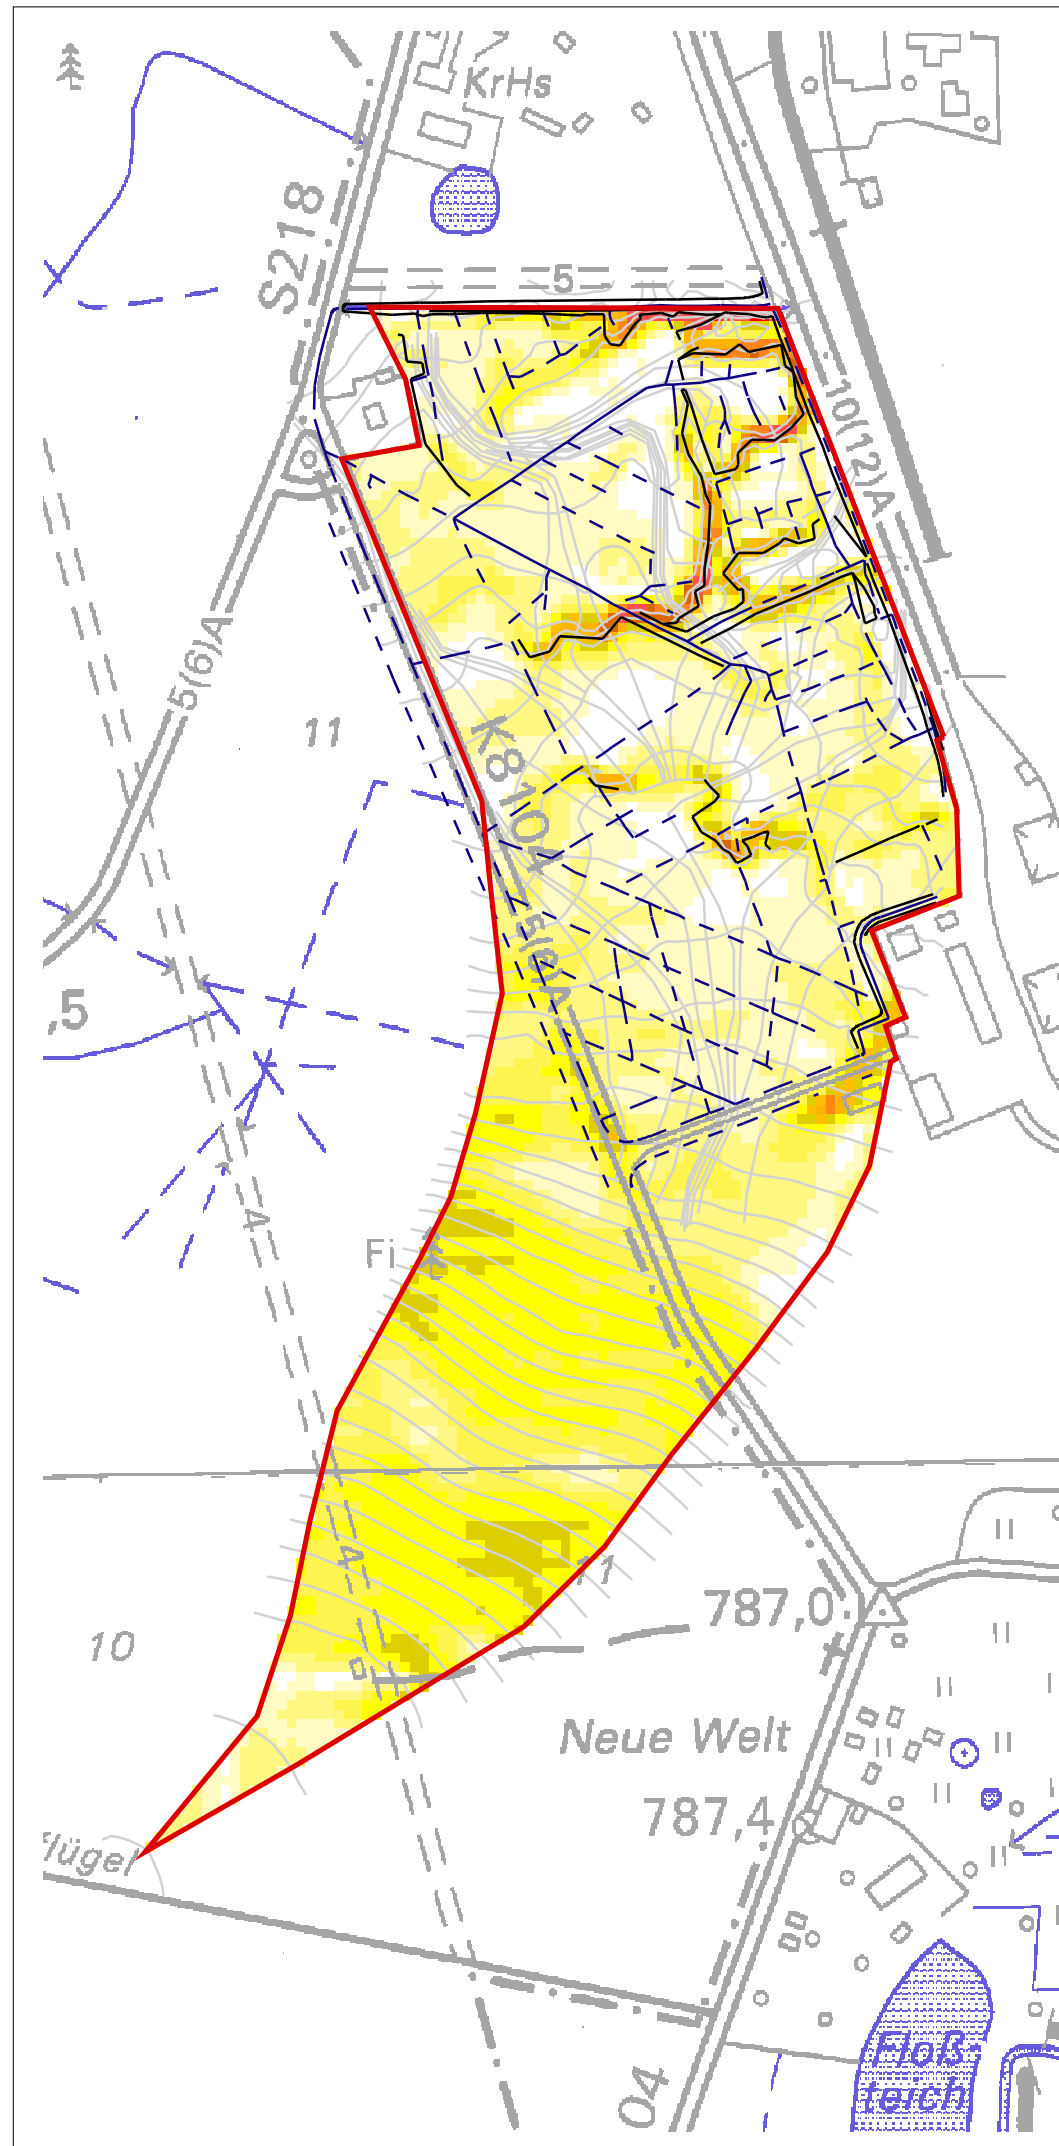 KrHs
S218
5
10(12)A
5(6)A
11
K8104
7,5(6)A
,5
4
Fi
4
11
787,0
10
Neue Welt
787,4
flügel
Floß-
teich
04